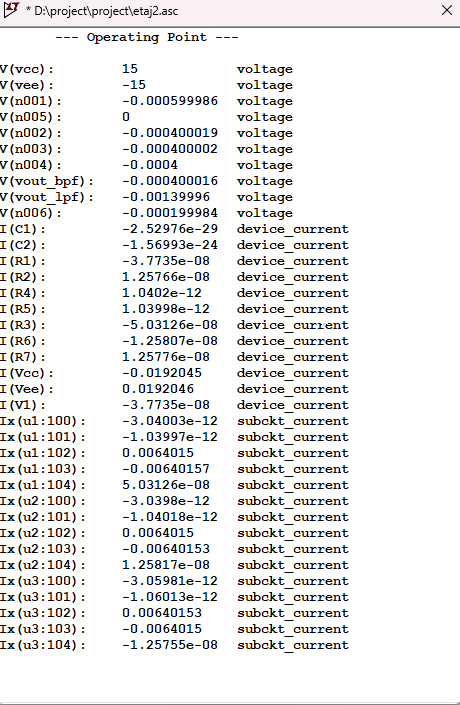 * D:\project\project\etaj2.asc
--- Operating Point ---
V(vcc): 15 voltage
V(vee): -15 voltage
V(n001): -0.000599986 voltage
V(n005): 0 voltage
V(n002): -0.000400019 voltage
V(n003): -0.000400002 voltage
V(n004): -0.0004 voltage
V(vout_bpf): -0.000400016 voltage
V(vout_lpf): -0.00139996 voltage
V(n006): -0.000199984 voltage
I(C1): -2.52976e-29 device_current
I(C2): -1.56993e-24 device_current
I(R1): -3.7735e-08 device_current
I(R2): 1.25766e-08 device_current
I(R4): 1.0402e-12 device_current
I(R5): 1.03998e-12 device_current
I(R3): -5.03126e-08 device_current
I(R6): -1.25807e-08 device_current
I(R7): 1.25776e-08 device_current
I(Vcc): -0.0192045 device_current
I(Vee): 0.0192046 device_current
I(V1): -3.7735e-08 device_current
Ix(u1:100): -3.04003e-12 subckt_current
Ix(u1:101): -1.03997e-12 subckt_current
Ix(u1:102): 0.0064015 subckt_current
Ix(u1:103): -0.00640157 subckt_current
Ix(u1:104): 5.03126e-08 subckt_current
Ix(u2:100): -3.0398e-12 subckt_current
Ix(u2:101): -1.04018e-12 subckt_current
Ix(u2:102): 0.0064015 subckt_current
Ix(u2:103): -0.00640153 subckt_current
Ix(u2:104): 1.25817e-08 subckt_current
Ix(u3:100): -3.05981e-12 subckt_current
Ix(u3:101): -1.06013e-12 subckt_current
Ix(u3:102): 0.00640153 subckt_current
Ix(u3:103): -0.0064015 subckt_current
Ix(u3:104): -1.25755e-08 subckt_current